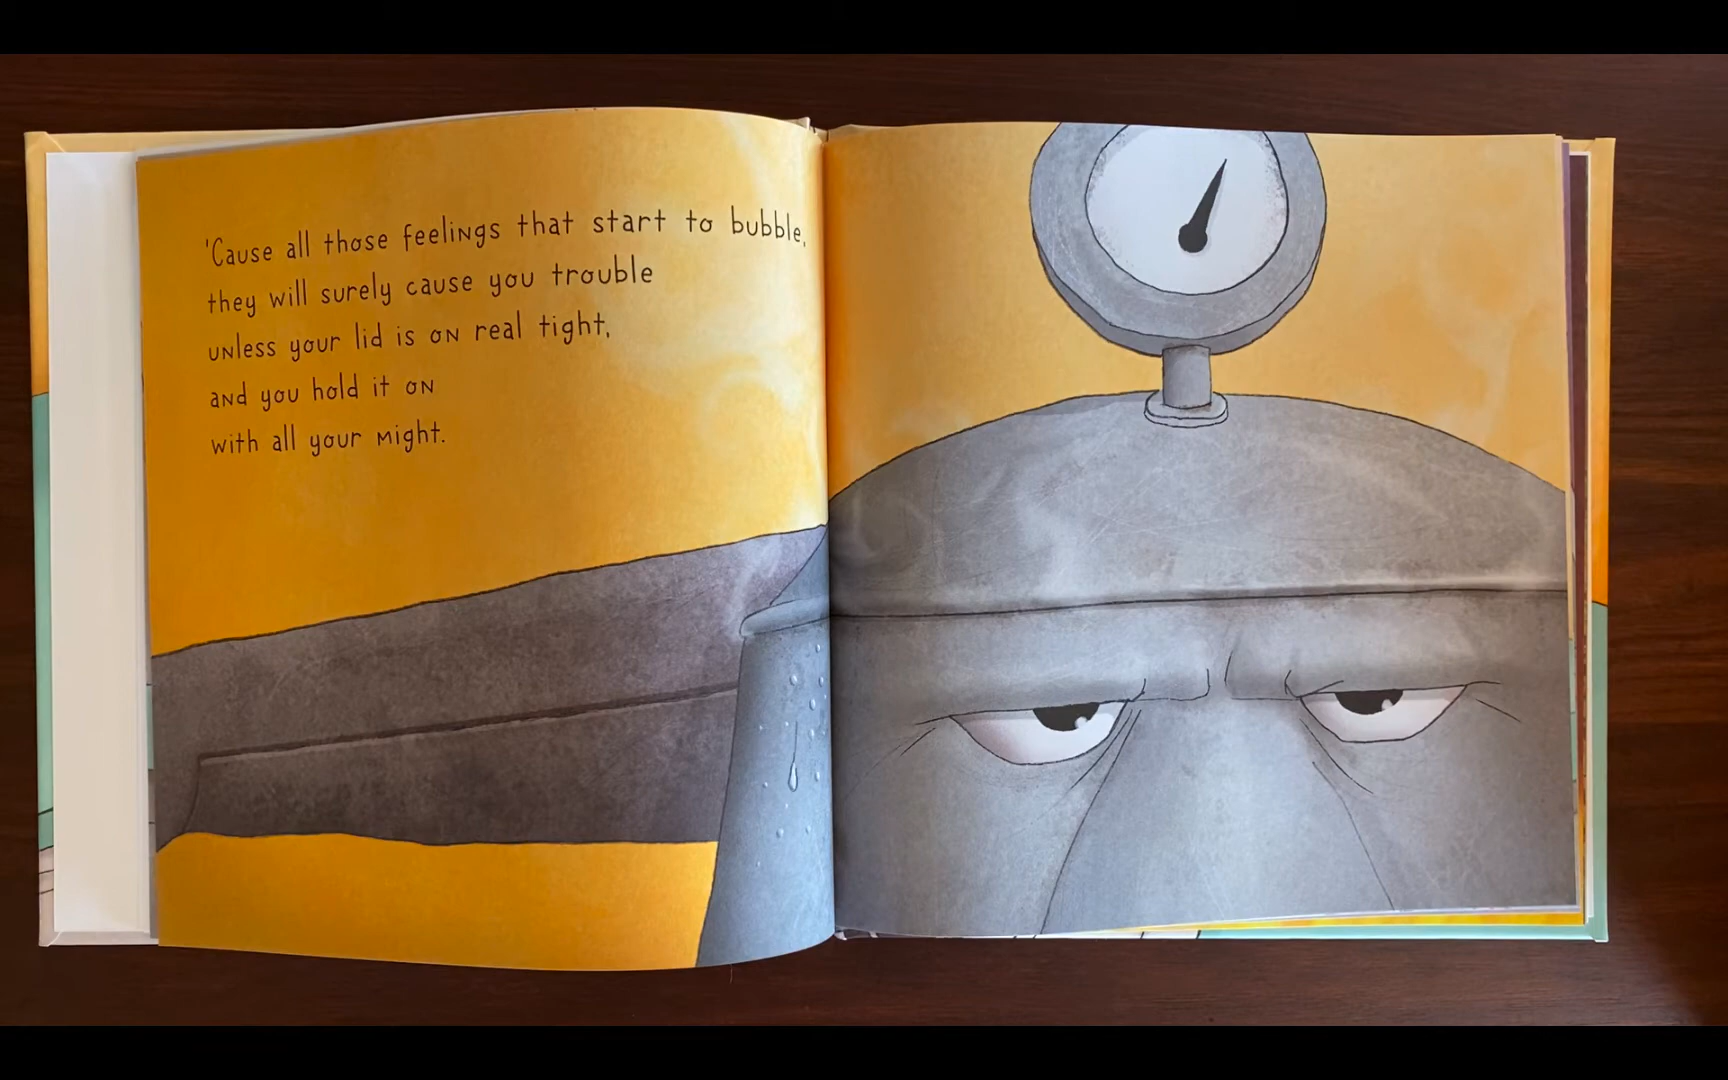 'Cause all those feelings that start to bubble,
they will surely cause you trouble
unless your lid is on real tight,
and you hold it on
with all your might.